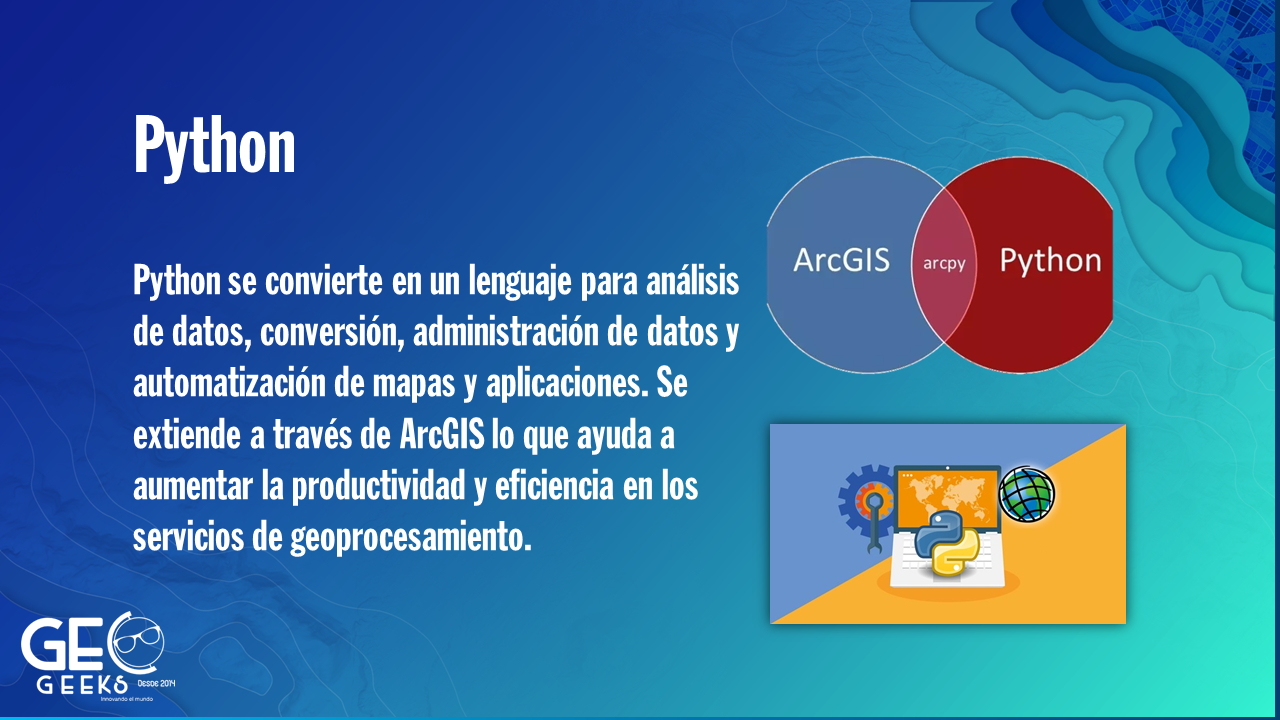 Python
Python se convierte en un lenguaje para análisis
de datos, conversión, administración de datos y
automatización de mapas y aplicaciones. Se
extiende a través de ArcGIS lo que ayuda a
aumentar la productividad y eficiencia en los
servicios de geoprocesamiento.
ArcGIS
arcpy
Python
GEO
GEEKS
Desde 2014
Innovando el mundo